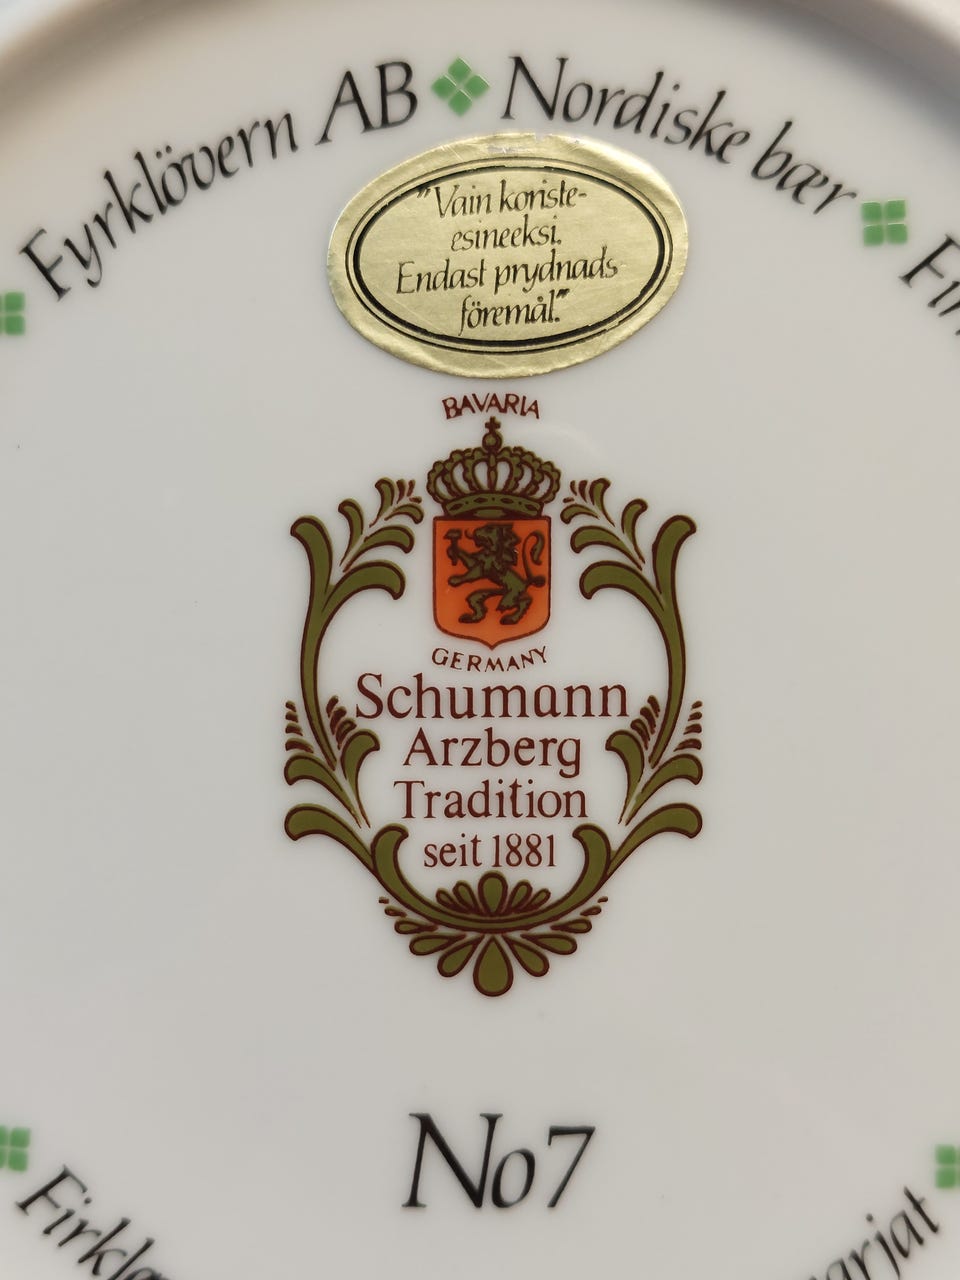 Fyrklövern AB
Nordiske bær
"Vain koriste-
esineeksi.
Endast prydnads
föremål."
BAVARIA
GERMANY
Schumann
Arzberg
Tradition
seit 1881
No7